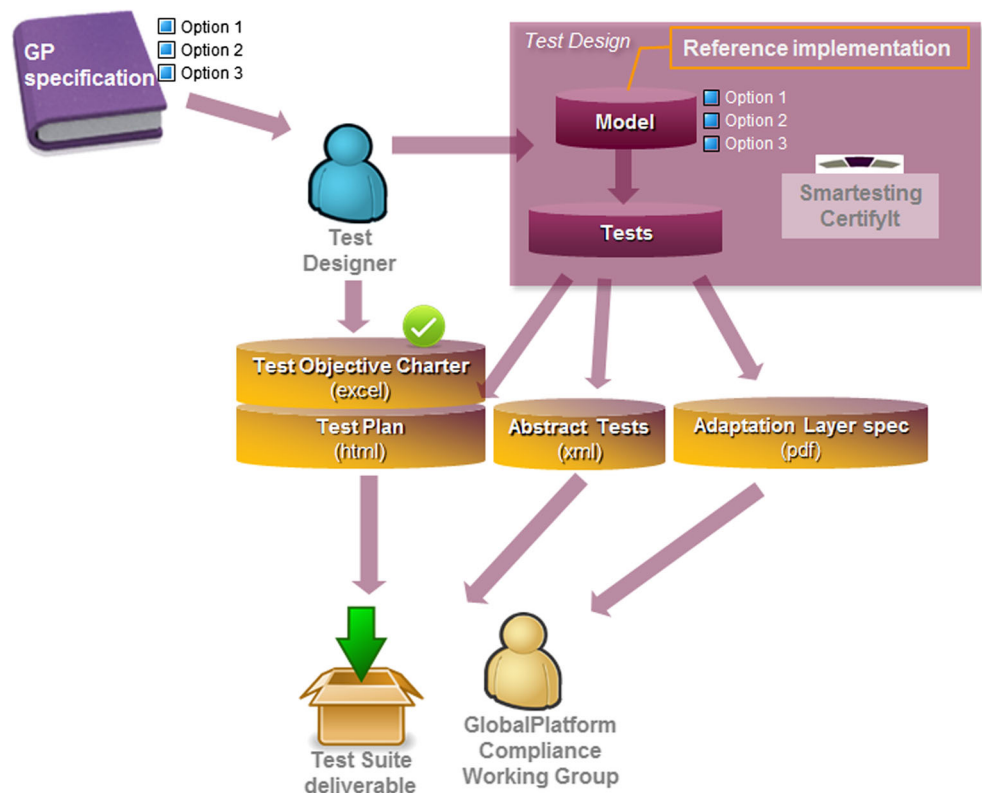 GP
specification
Option 1
Option 2
Option 3
Test Design
Reference implementation
Model
Option 1
Option 2
Option 3
Smartesting
CertifyIt
Tests
Test
Designer
Test Objective Charter
(excel)
Test Plan
(html)
Abstract Tests
(xml)
Adaptation Layer spec
(pdf)
Test Suite
deliverable
GlobalPlatform
Compliance
Working Group